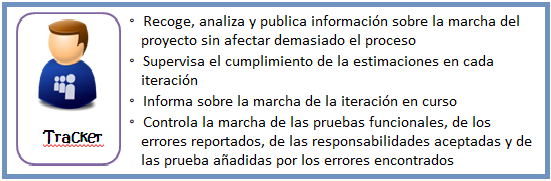 ° Recoge, analiza y publica información sobre la marcha del
proyecto sin afectar demasiado el proceso
° Supervisa el cumplimiento de la estimaciones en cada
iteración
° Informa sobre la marcha de la iteración en curso
° Controla la marcha de las pruebas funcionales, de los
errores reportados, de las responsabilidades aceptadas y de
las prueba añadidas por los errores encontrados
Tracker